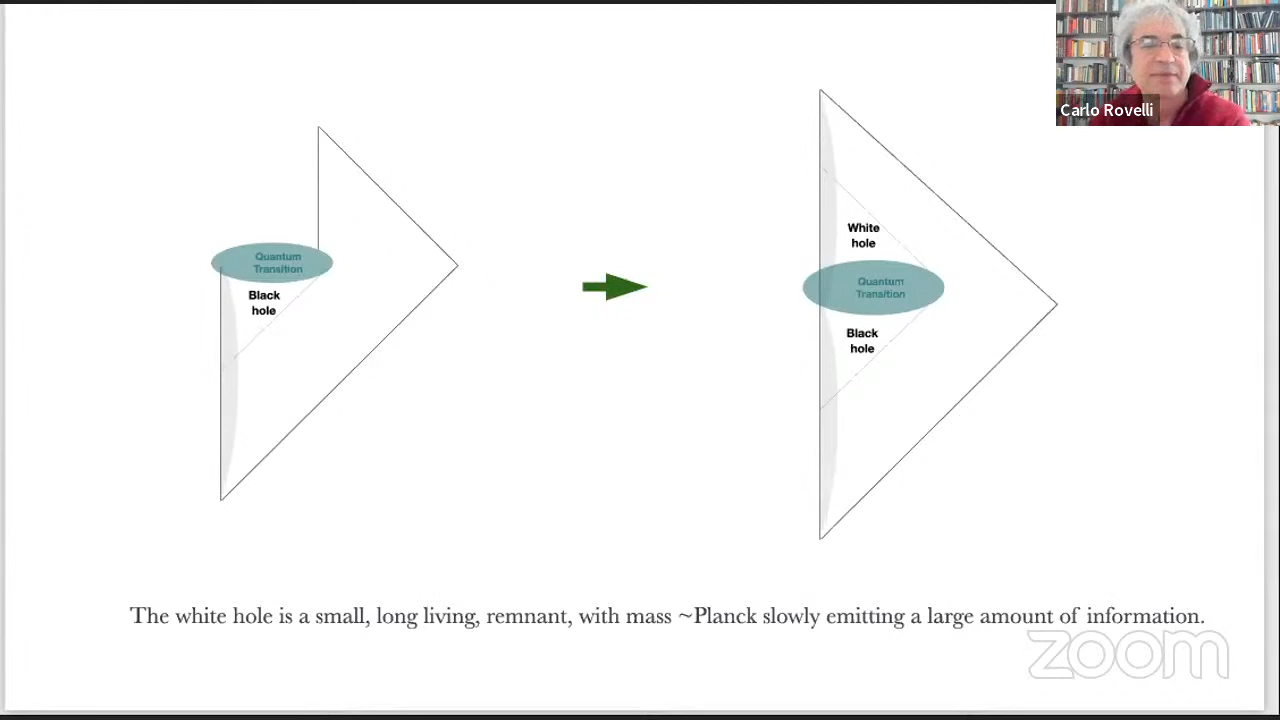 Carlo Rovelli
Quantum
Transition
Black
hole
White
hole
Quantum
Transition
Black
hole
The white hole is a small, long living, remnant, with mass ~Planck slowly emitting a large amount of information.
zoom